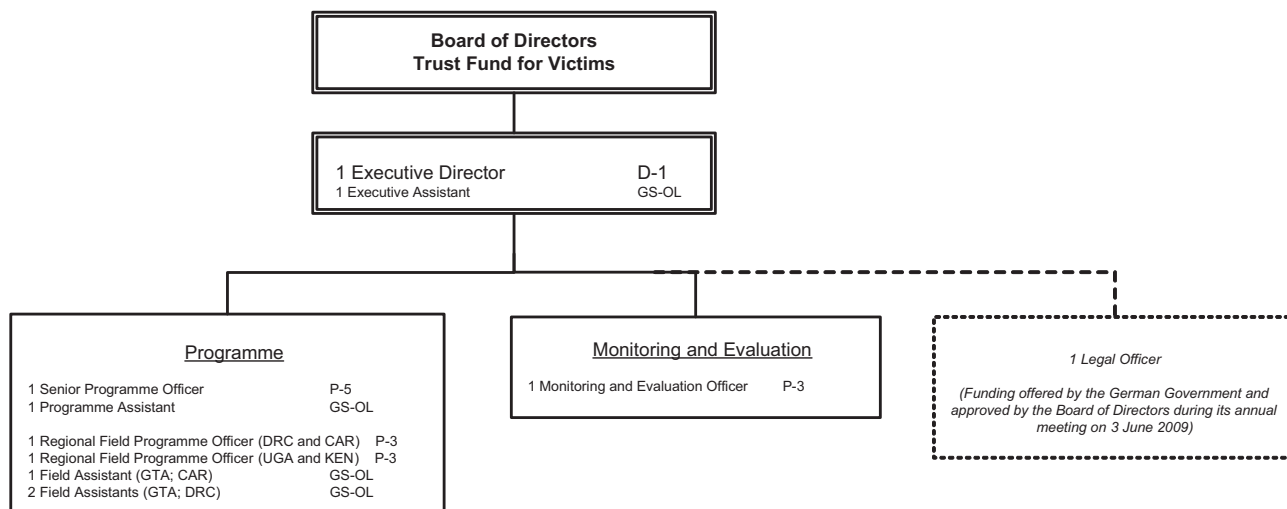 Board of Directors
Trust Fund for Victims
1 Executive Director D-1
1 Executive Assistant GS-OL
Programme
1 Senior Programme Officer P-5
1 Programme Assistant GS-OL
1 Regional Field Programme Officer (DRC and CAR) P-3
1 Regional Field Programme Officer (UGA and KEN) P-3
1 Field Assistant (GTA; CAR) GS-OL
2 Field Assistants (GTA; DRC) GS-OL
Monitoring and Evaluation
1 Monitoring and Evaluation Officer P-3
1 Legal Officer
(Funding offered by the German Government and
approved by the Board of Directors during its annual
meeting on 3 June 2009)